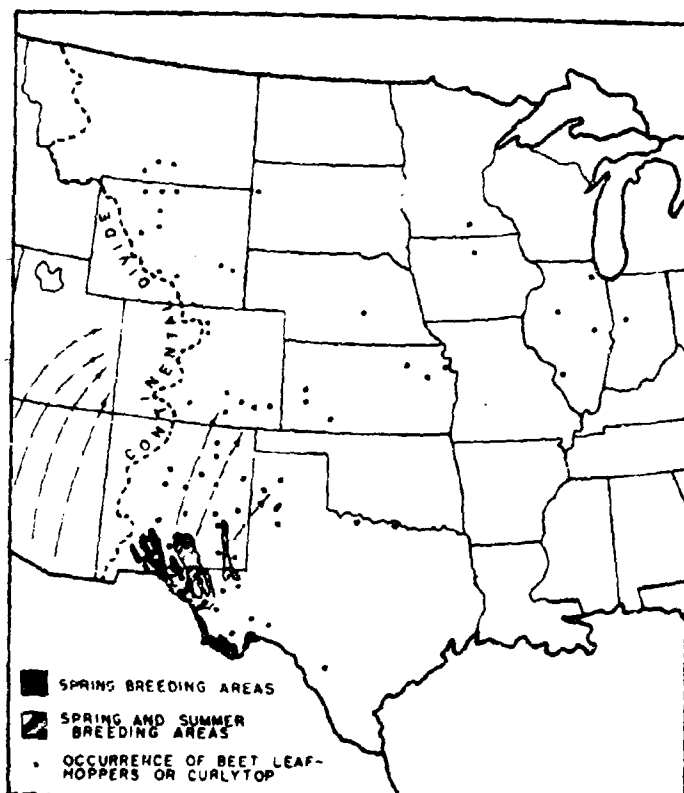 CONTINENTAL
DIVIDE
SPRING BREEDING AREAS
SPRING AND SUMMER
BREEDING AREAS
OCCURRENCE OF BEET LEAF-
HOPPERS OR CURLYTOP